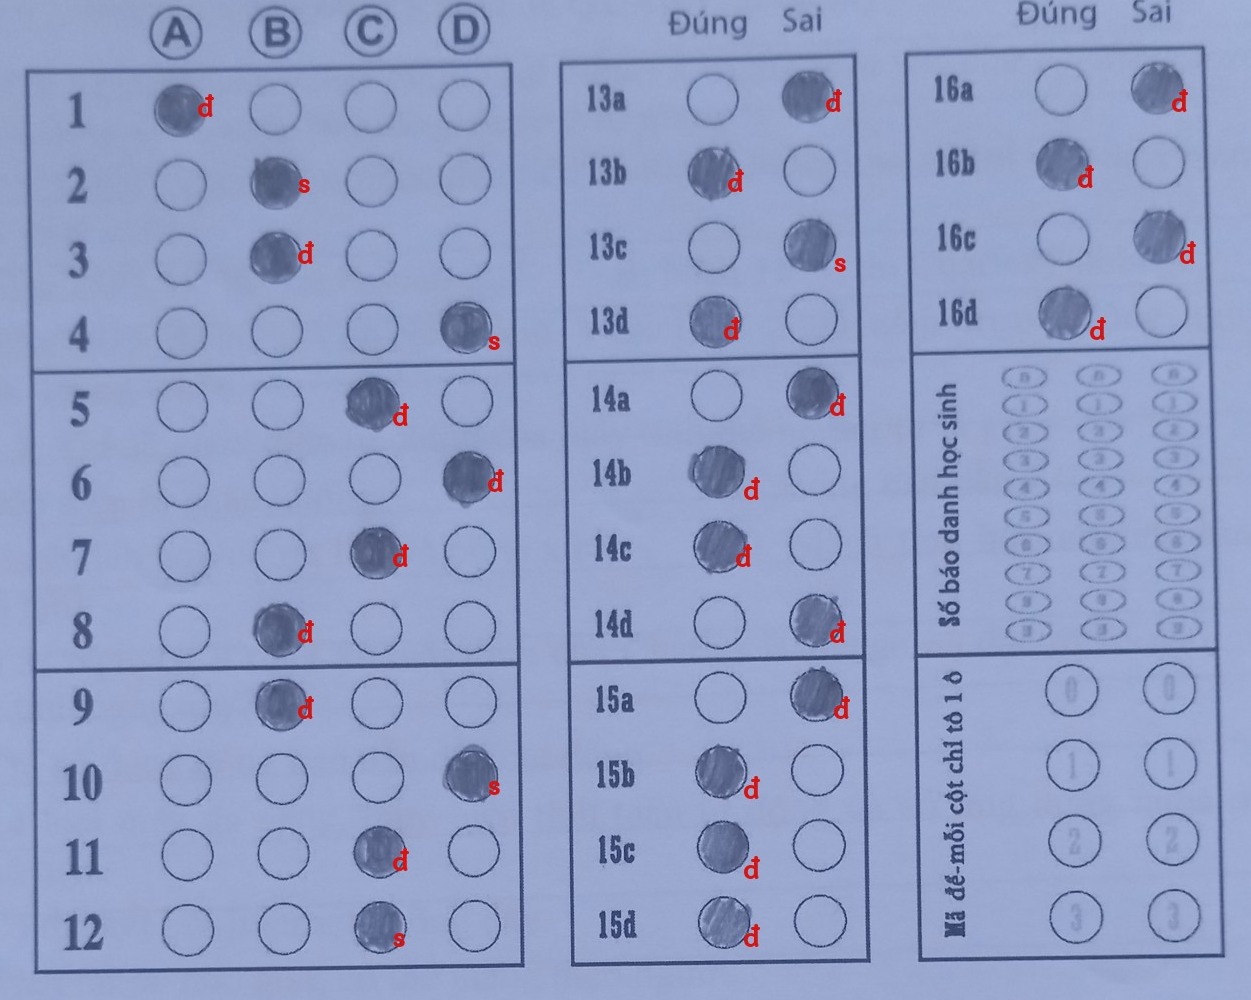 A B C D
1 đ
2 s
3 đ
4 s
5 đ
6 đ
7 đ
8 đ
9 đ
10 s
11 đ
12 s
Đúng Sai
13a đ
13b đ
13c s
13d đ
14a đ
14b đ
14c đ
14d đ
15a đ
15b đ
15c đ
15d đ
Đúng Sai
16a đ
16b đ
16c đ
16d đ
Số báo danh học sinh
Mã đề-mỗi cột chỉ tô 1 ô
0 0
1 1
2 2
3 3